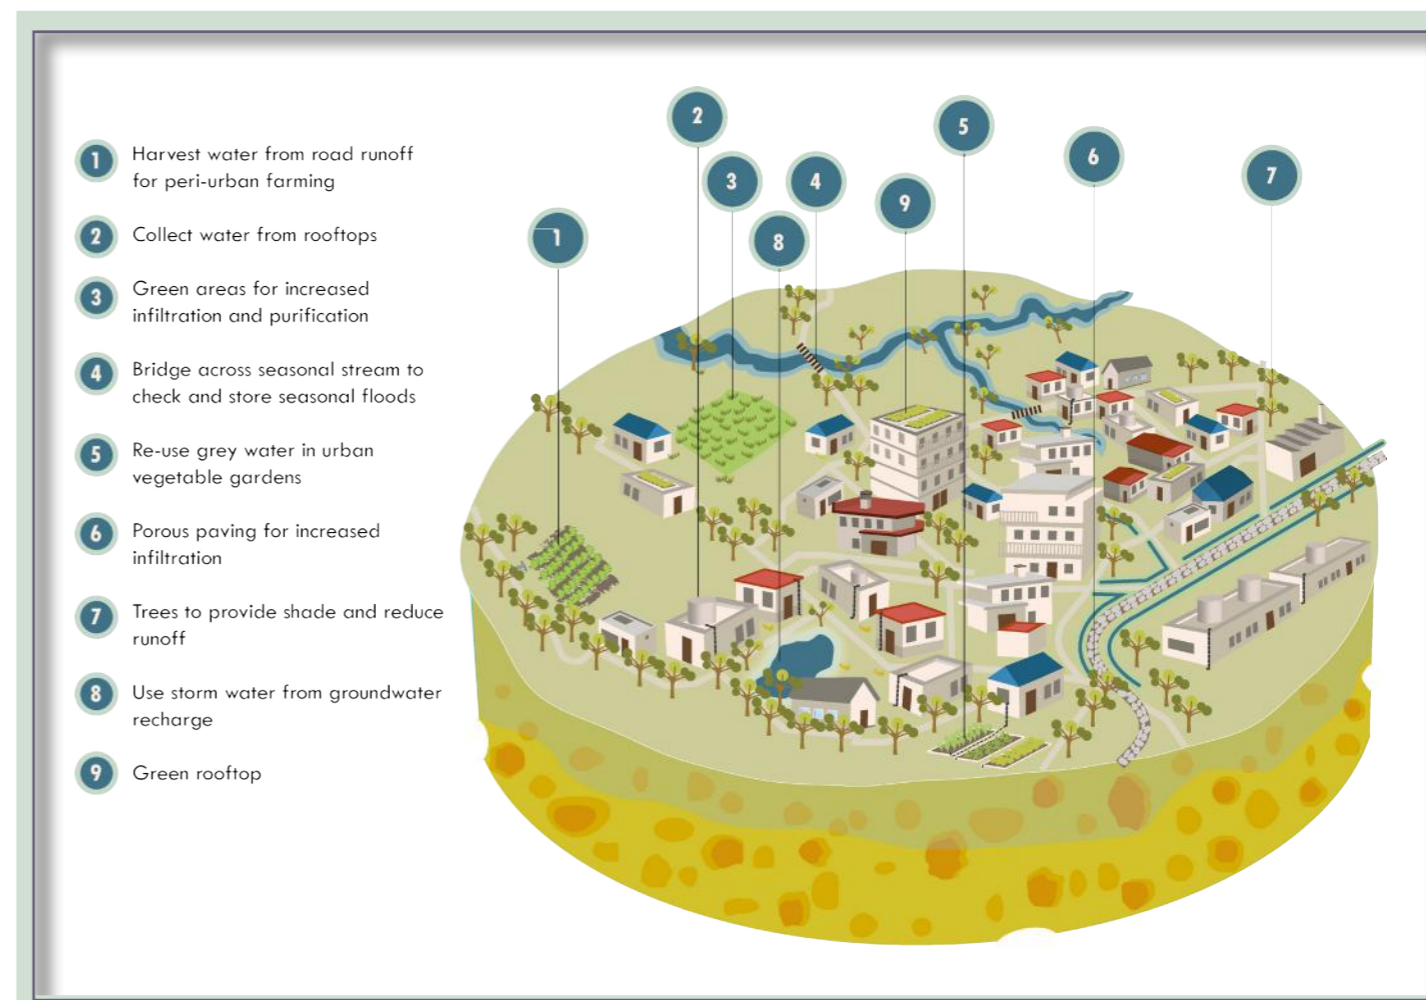 1 Harvest water from road runoff
for peri-urban farming
2 Collect water from rooftops
3 Green areas for increased
infiltration and purification
4 Bridge across seasonal stream to
check and store seasonal floods
5 Re-use grey water in urban
vegetable gardens
6 Porous paving for increased
infiltration
7 Trees to provide shade and reduce
runoff
8 Use storm water from groundwater
recharge
9 Green rooftop
2
5
6
7
3
4
9
1
8